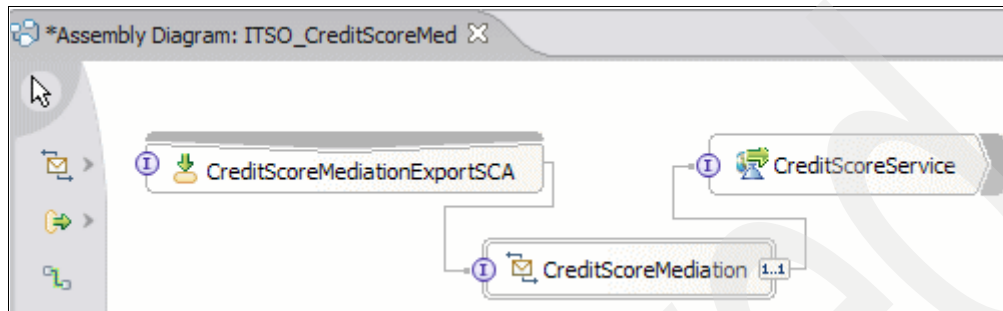 *Assembly Diagram: ITSO_CreditScoreMed
I CreditScoreMediationExportSCA
I CreditScoreService
I CreditScoreMediation 1..1